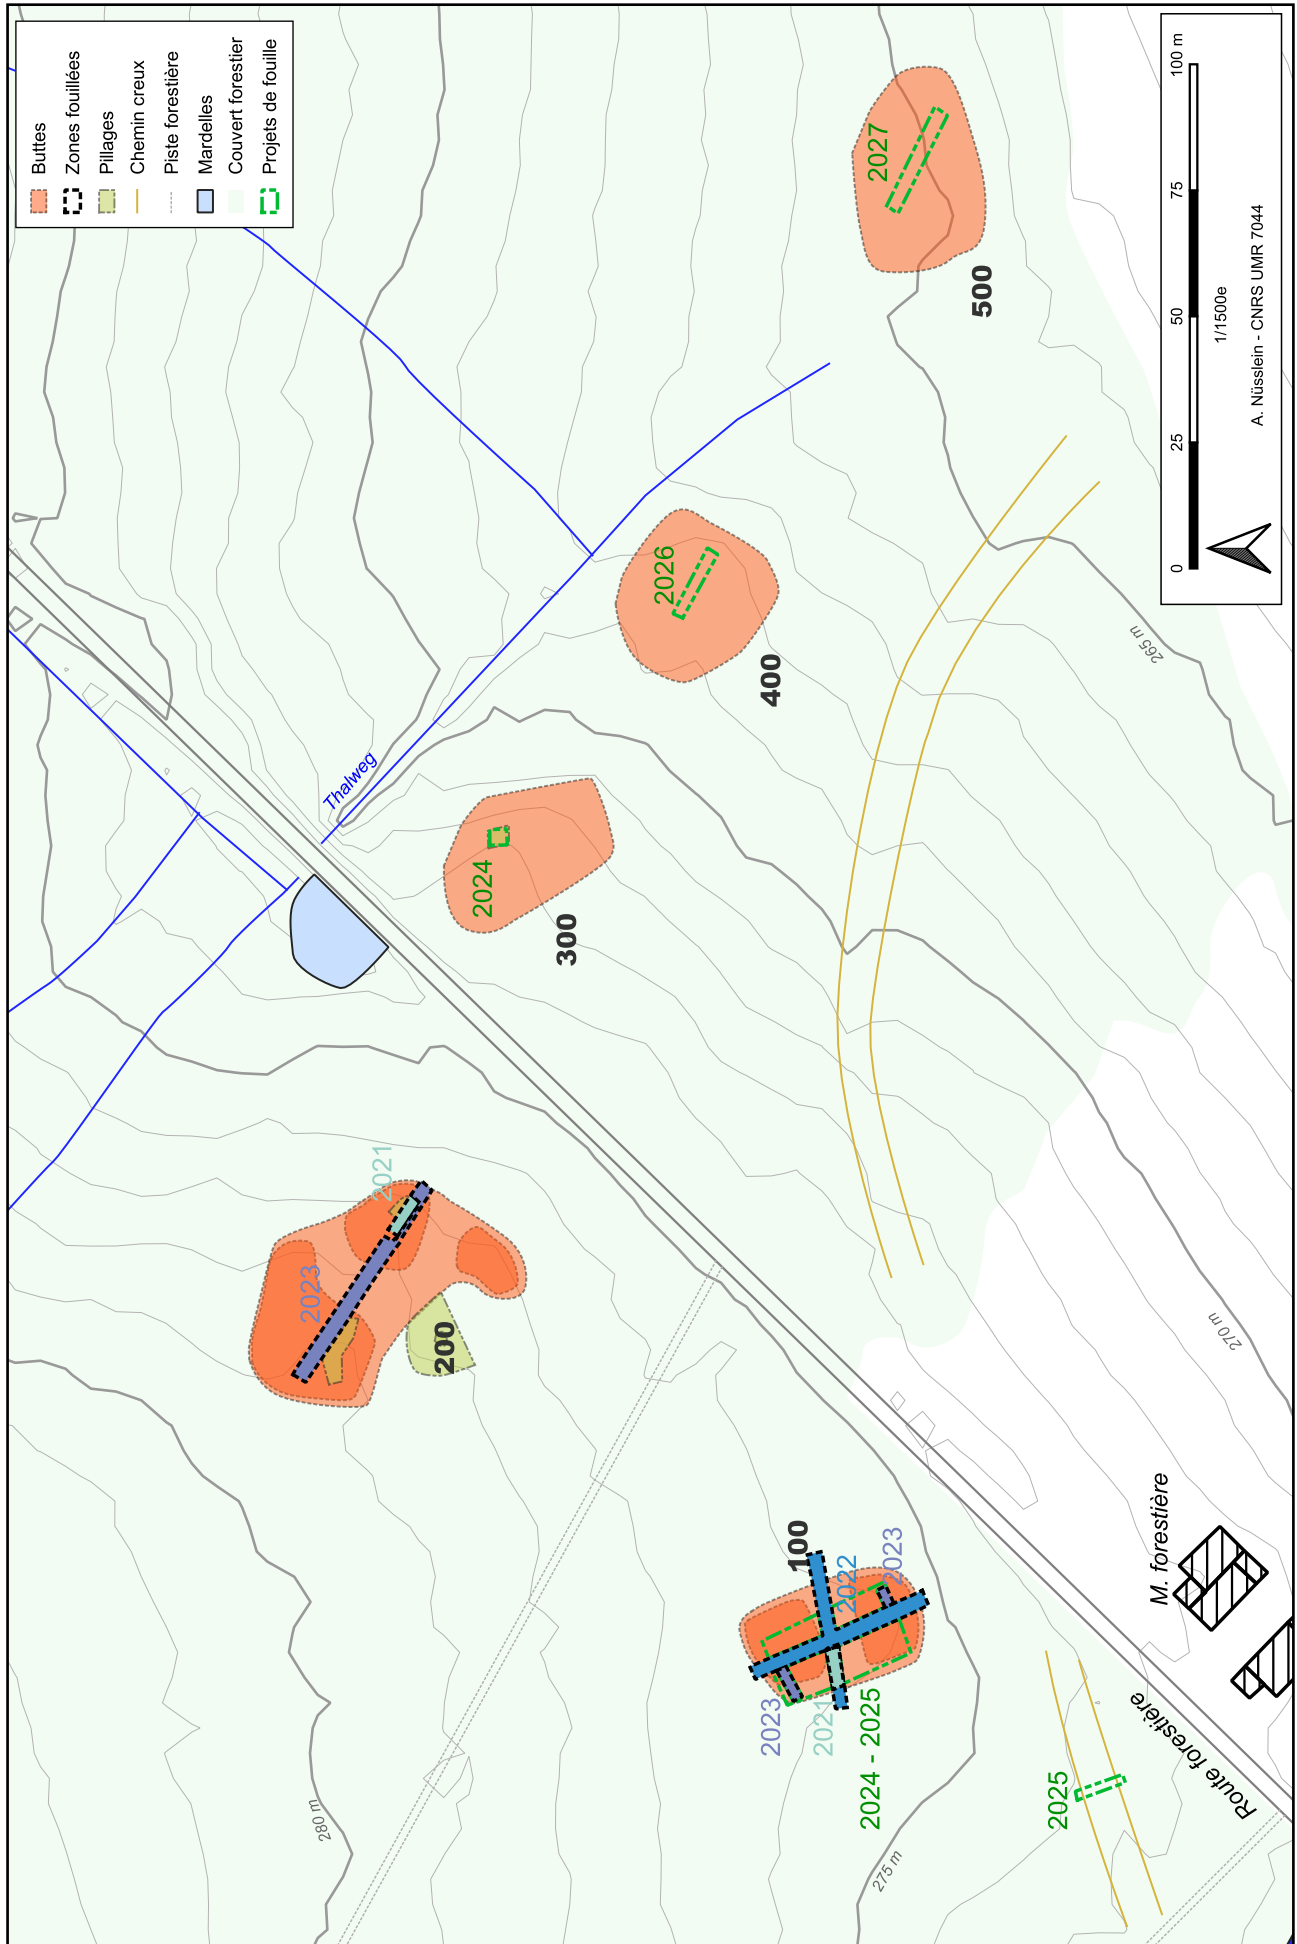 Buttes
Zones fouillées
Pillages
Chemin creux
Piste forestière
Mardelles
Couvert forestier
Projets de fouille
280 m
2023
2021
200
Thalweg
2024
300
2026
400
2027
500
100
2022
2023
2023
2021
2024 - 2025
275 m
2025
Route forestière
M. forestière
270 m
265 m
0 25 50 75 100 m
1/1500e
A. Nüsslein - CNRS UMR 7044